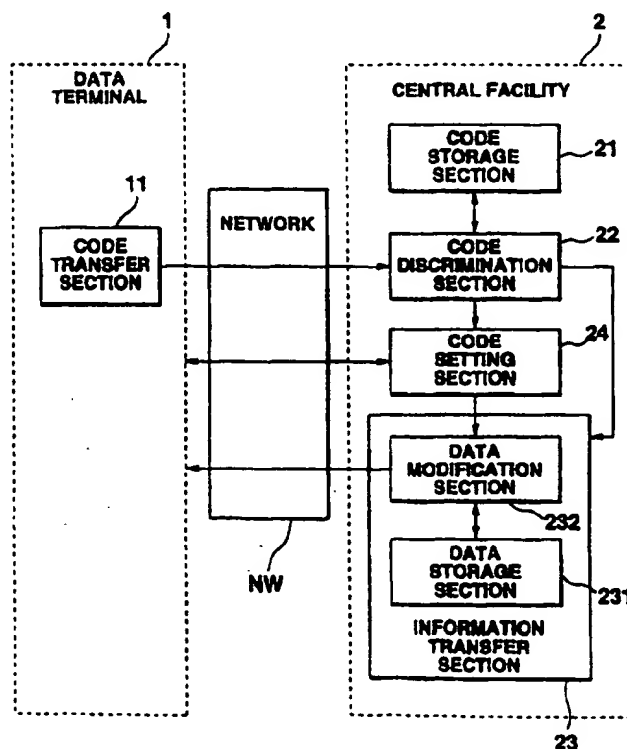 1
DATA
TERMINAL
11
CODE
TRANSFER
SECTION
NETWORK
NW
2
CENTRAL FACILITY
CODE
STORAGE
SECTION
21
CODE
DISCRIMINATION
SECTION
22
CODE
SETTING
SECTION
24
DATA
MODIFICATION
SECTION
232
DATA
STORAGE
SECTION
231
INFORMATION
TRANSFER
SECTION
23